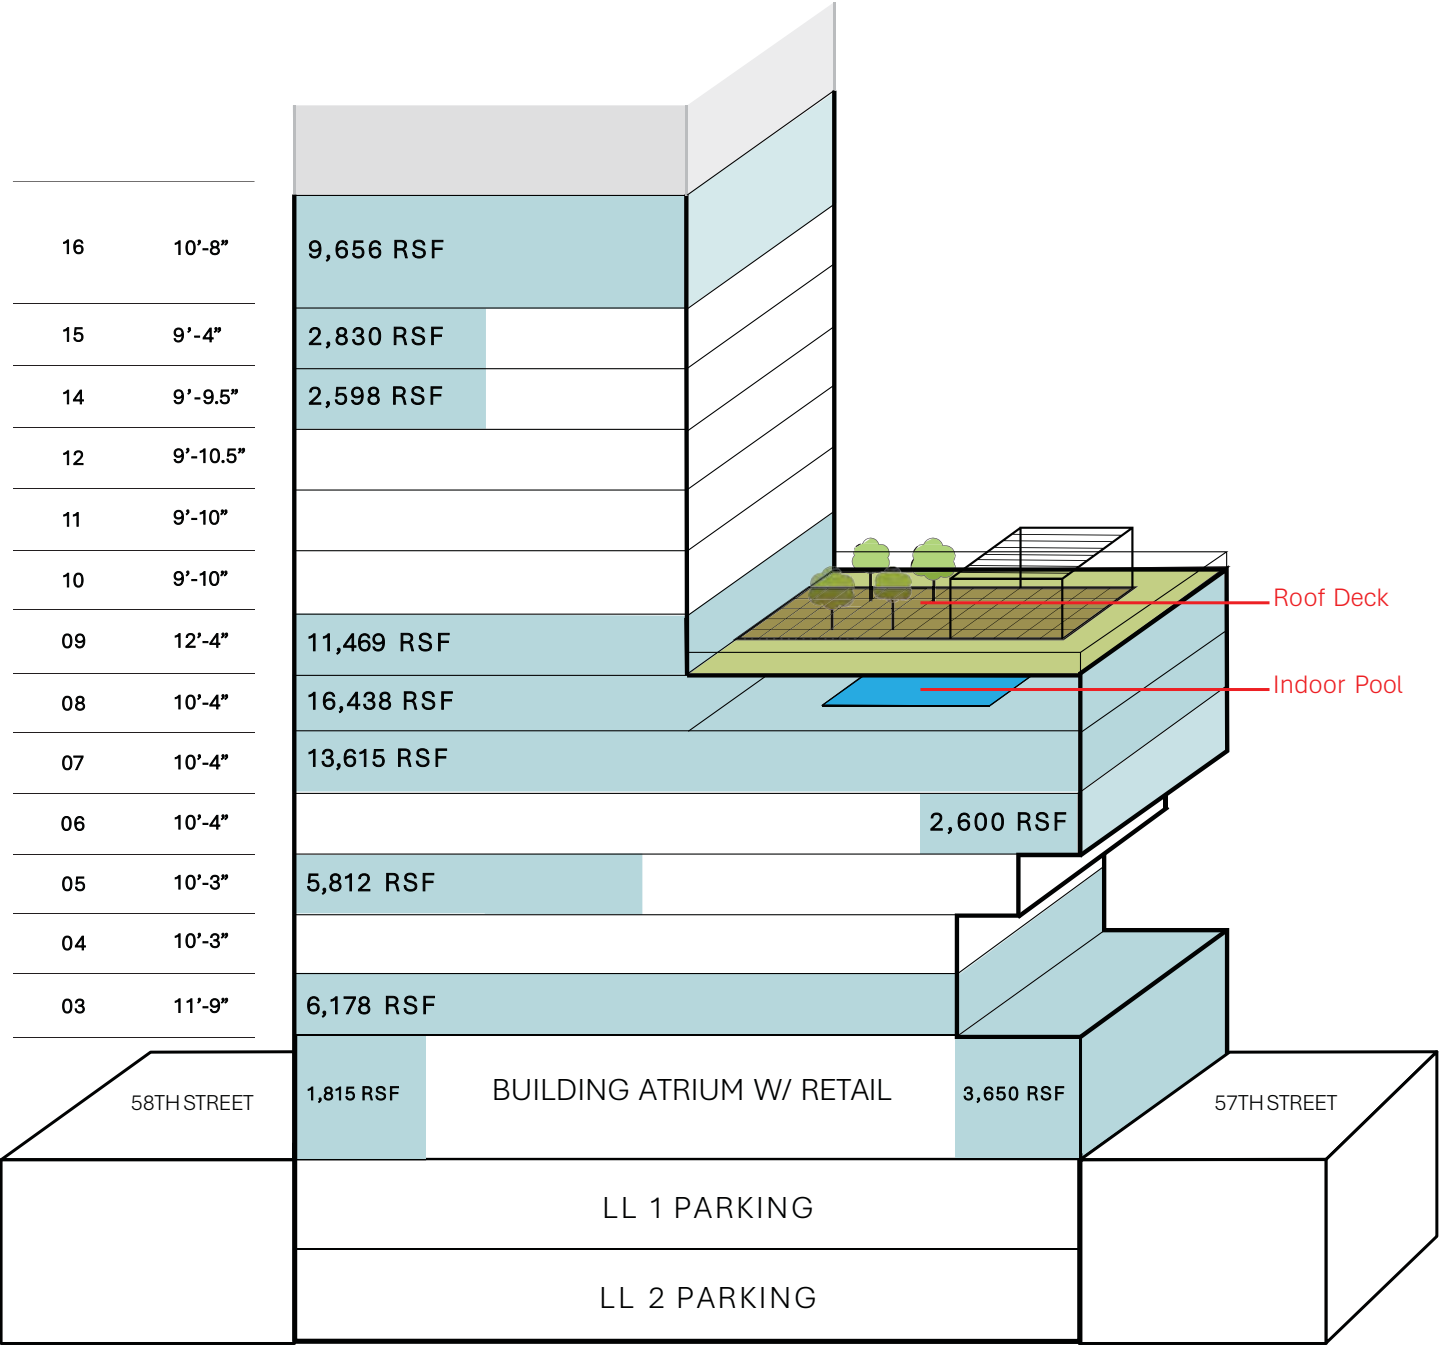 16 10’-8” 9,656 RSF
15 9’-4” 2,830 RSF
14 9’-9.5” 2,598 RSF
12 9’-10.5”
11 9’-10”
10 9’-10”
Roof Deck
09 12’-4” 11,469 RSF
Indoor Pool
08 10’-4” 16,438 RSF
07 10’-4” 13,615 RSF
06 10’-4” 2,600 RSF
05 10’-3” 5,812 RSF
04 10’-3”
03 11’-9” 6,178 RSF
58TH STREET 1,815 RSF BUILDING ATRIUM W/ RETAIL 3,650 RSF 57TH STREET
LL 1 PARKING
LL 2 PARKING